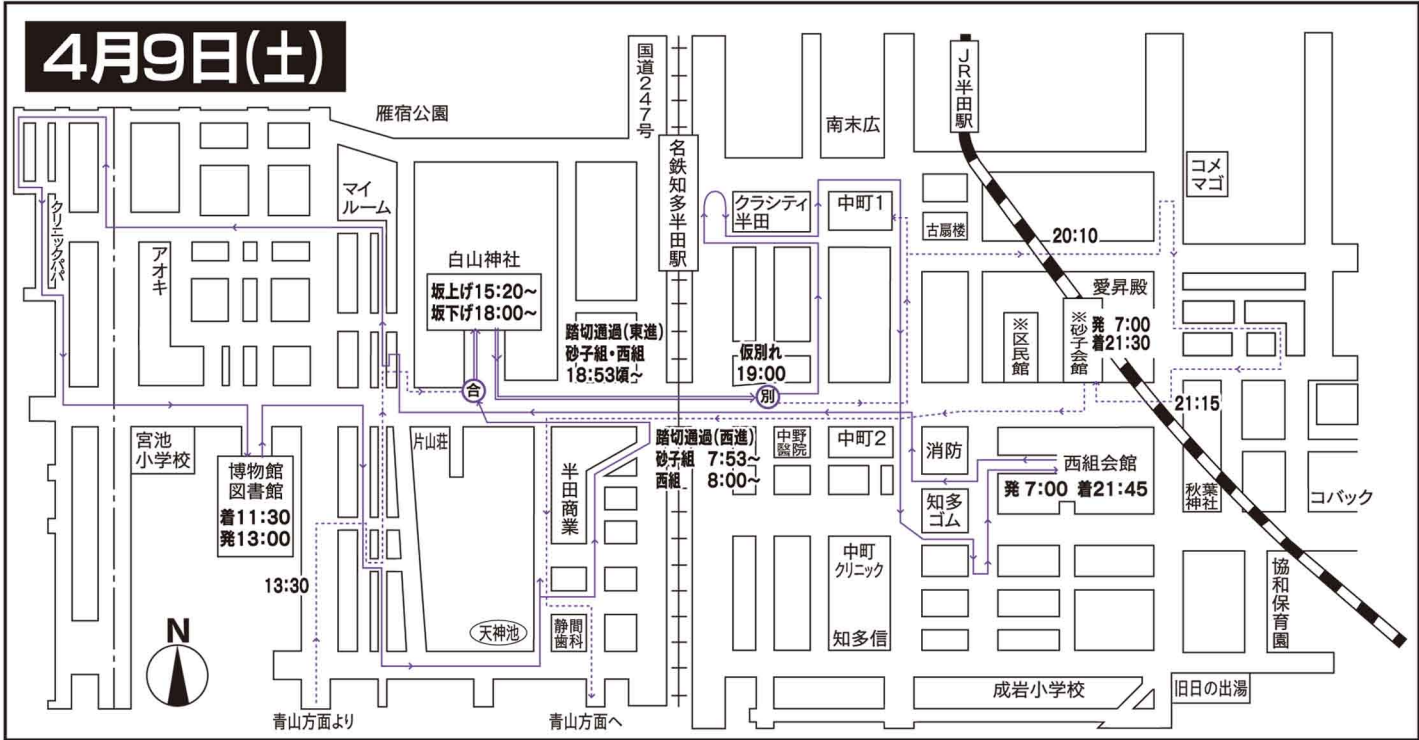 4月9日(土)
雁宿公園
国道247号
名鉄知多半田駅
南末広
JR半田駅
コメ
マゴ
クリニックパパ
アオキ
マイ
ルーム
白山神社
坂上げ15:20～
坂下げ18:00～
踏切通過(東進)
砂子組・西組
18:53頃～
クラシティ
半田
中町1
古扇楼
20:10
愛昇殿
発 7:00
着21:30
※砂子会館
※区民館
仮別れ
19:00
合
別
21:15
宮池
小学校
博物館
図書館
着11:30
発13:00
片山荘
半田商業
踏切通過(西進)
砂子組 7:53～
西組 8:00～
中野
醫院
中町2
消防
西組会館
発 7:00 着21:45
知多
ゴム
秋葉
神社
コバック
13:30
中町
クリニック
協和保育園
N
天神池
静間
歯科
知多信
成岩小学校
旧日の出湯
青山方面より
青山方面へ